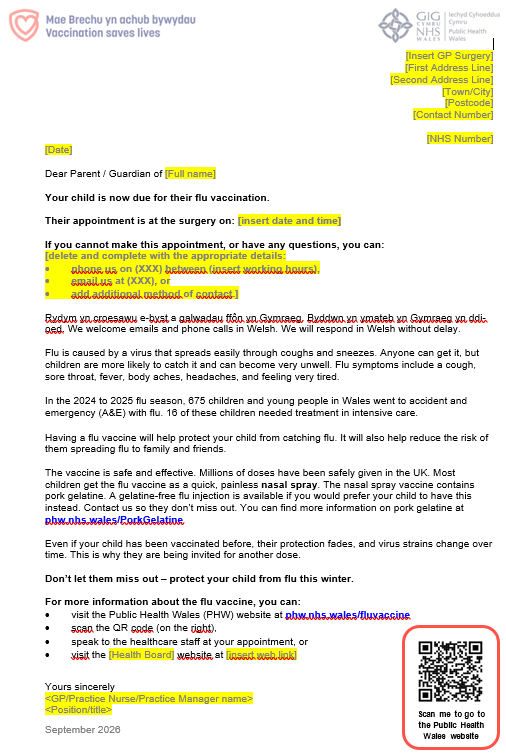 Mae Brechu yn achub bywydau
Vaccination saves lives
GIG
CYMRU
NHS
WALES
Iechyd Cyhoeddus
Cymru
Public Health
Wales
[Insert GP Surgery]
[First Address Line]
[Second Address Line]
[Town/City]
[Postcode]
[Contact Number]
[NHS Number]
[Date]
Dear Parent / Guardian of [Full name]
Your child is now due for their flu vaccination.
Their appointment is at the surgery on: [insert date and time]
If you cannot make this appointment, or have any questions, you can:
[delete and complete with the appropriate details:
• phone us on (XXX) between (insert working hours),
• email us at (XXX), or
• add additional method of contact.]
Rydym yn croesawu e-byst a galwadau ffôn yn Gymraeg. Byddwn yn ymateb yn Gymraeg yn ddi-
oed. We welcome emails and phone calls in Welsh. We will respond in Welsh without delay.
Flu is caused by a virus that spreads easily through coughs and sneezes. Anyone can get it, but
children are more likely to catch it and can become very unwell. Flu symptoms include a cough,
sore throat, fever, body aches, headaches, and feeling very tired.
In the 2024 to 2025 flu season, 675 children and young people in Wales went to accident and
emergency (A&E) with flu. 16 of these children needed treatment in intensive care.
Having a flu vaccine will help protect your child from catching flu. It will also help reduce the risk of
them spreading flu to family and friends.
The vaccine is safe and effective. Millions of doses have been safely given in the UK. Most
children get the flu vaccine as a quick, painless nasal spray. The nasal spray vaccine contains
pork gelatine. A gelatine-free flu injection is available if you would prefer your child to have this
instead. Contact us so they don't miss out. You can find more information on pork gelatine at
phw.nhs.wales/PorkGelatine
Even if your child has been vaccinated before, their protection fades, and virus strains change over
time. This is why they are being invited for another dose.
Don't let them miss out – protect your child from flu this winter.
For more information about the flu vaccine, you can:
• visit the Public Health Wales (PHW) website at phw.nhs.wales/fluvaccine
• scan the QR code (on the right),
• speak to the healthcare staff at your appointment, or
• visit the [Health Board] website at [insert web link]
Yours sincerely
<GP/Practice Nurse/Practice Manager name>
<Position/title>
September 2026
Scan me to go to
the Public Health
Wales website